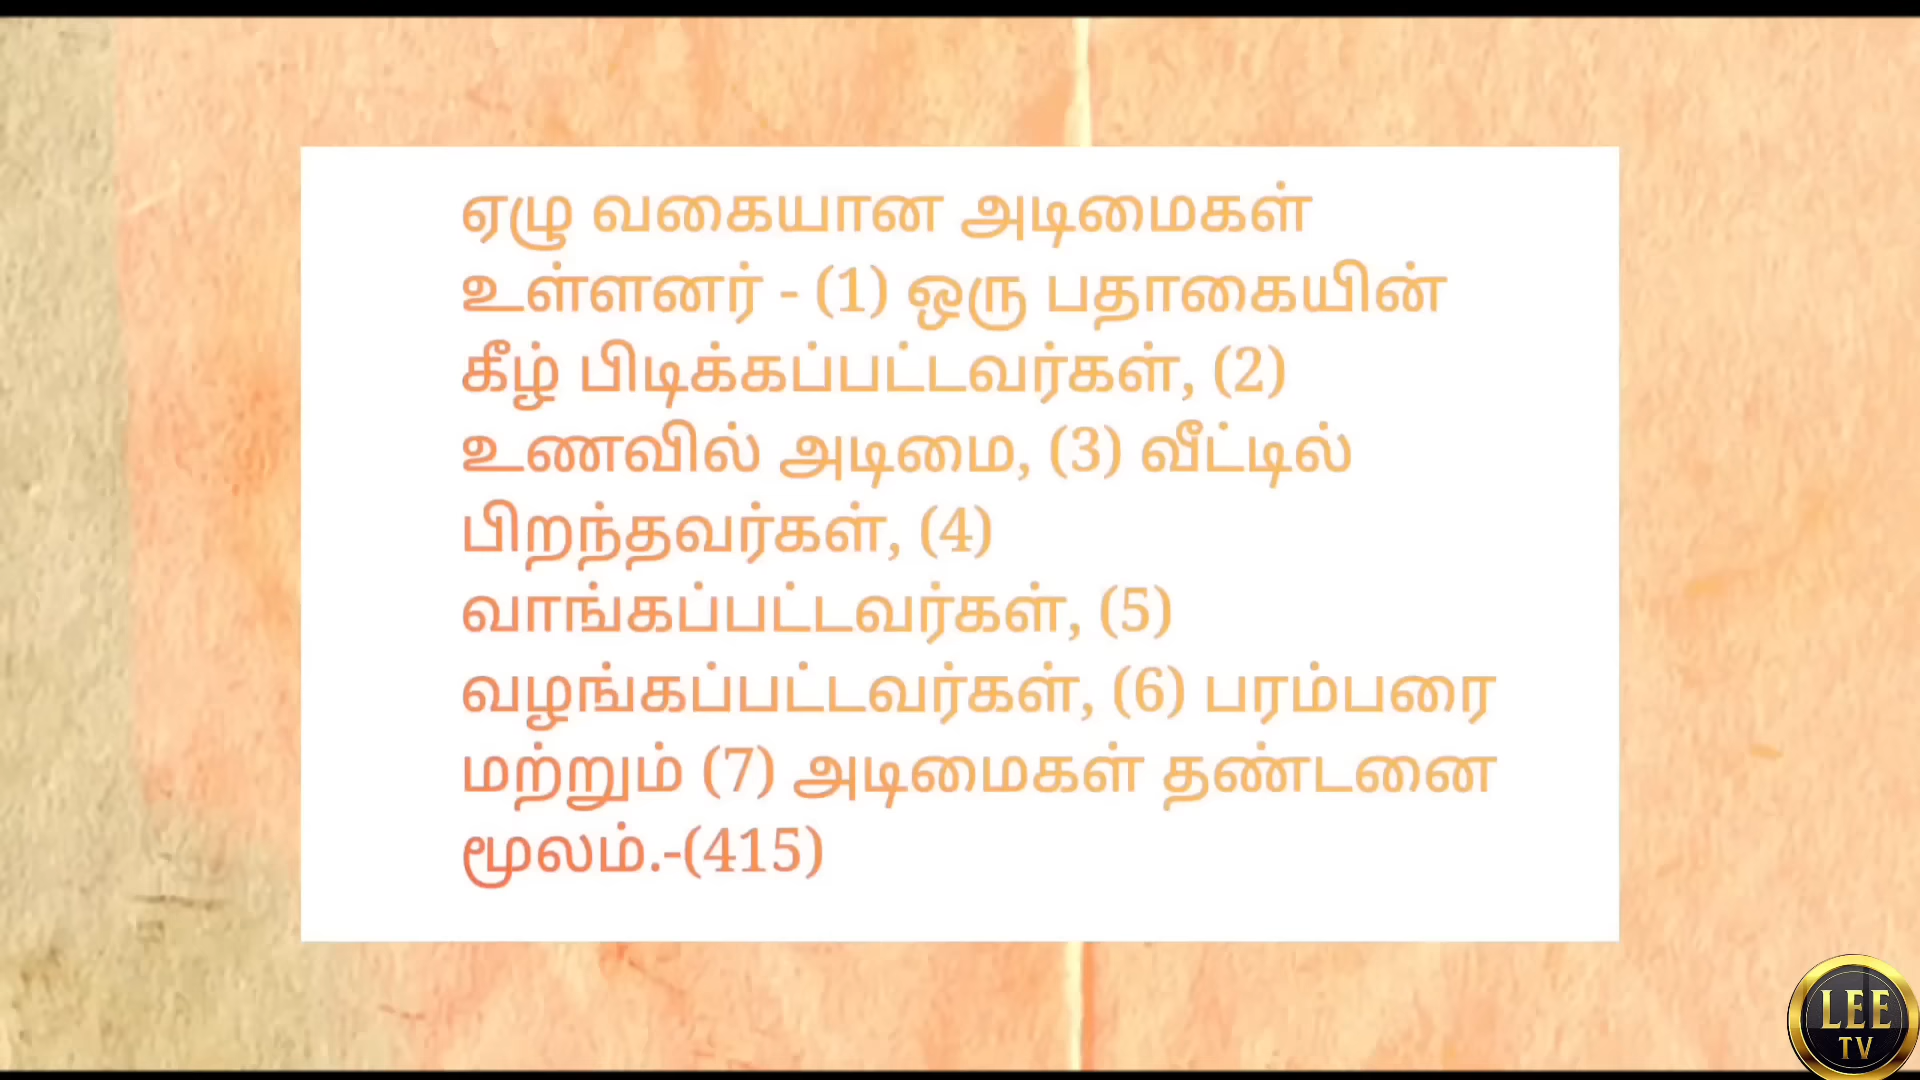 ஏழு வகையான அடிமைகள்
உள்ளனர் - (1) ஒரு பதாகையின்
கீழ் பிடிக்கப்பட்டவர்கள், (2)
உணவில் அடிமை, (3) வீட்டில்
பிறந்தவர்கள், (4)
வாங்கப்பட்டவர்கள், (5)
வழங்கப்பட்டவர்கள், (6) பரம்பரை
மற்றும் (7) அடிமைகள் தண்டனை
மூலம்.-(415)
LEE
TV